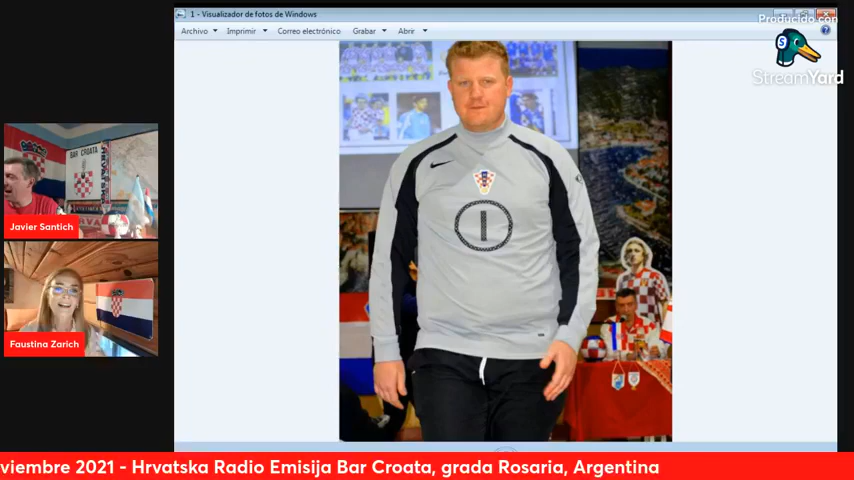 1 - Visualizador de fotos de Windows
Producido con
Archivo Imprimir Correo electrónico Grabar Abrir
StreamYard
BAR CROATA
Javier Santich
1
Faustina Zarich
viembre 2021 - Hrvatska Radio Emisija Bar Croata, grada Rosaria, Argentina